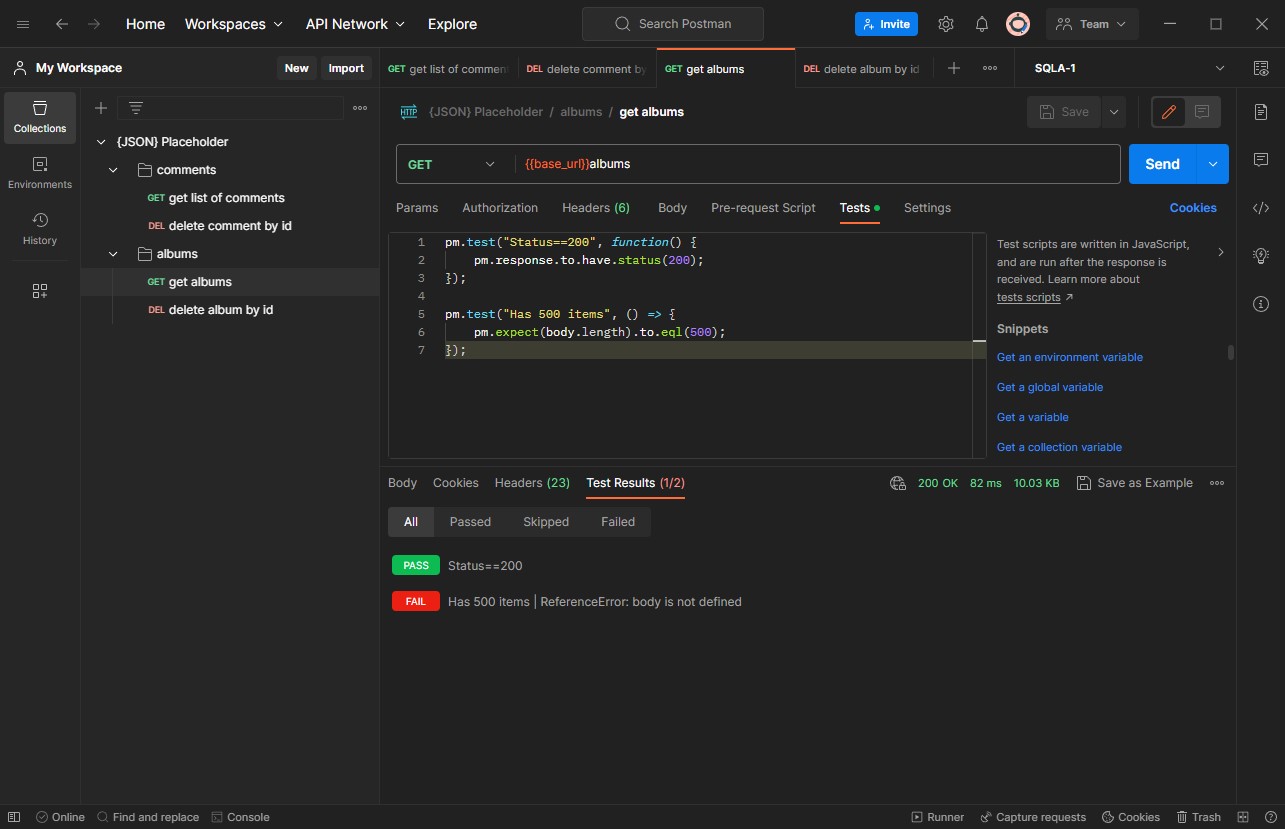 Home Workspaces API Network Explore Search Postman Invite Team
My Workspace New Import
GET get list of commen DEL delete comment by GET get albums DEL delete album by id SQLA-1
Collections
Environments
History
{JSON} Placeholder
comments
GET get list of comments
DEL delete comment by id
albums
GET get albums
DEL delete album by id
HTTP {JSON} Placeholder / albums / get albums Save
GET {{base_url}}albums Send
Params Authorization Headers (6) Body Pre-request Script Tests Settings Cookies
1 pm.test("Status==200", function() {
2 pm.response.to.have.status(200);
3 });
4
5 pm.test("Has 500 items", () => {
6 pm.expect(body.length).to.eql(500);
7 });
Test scripts are written in JavaScript,
and are run after the response is
received. Learn more about
tests scripts ↗
Snippets
Get an environment variable
Get a global variable
Get a variable
Get a collection variable
Body Cookies Headers (23) Test Results (1/2) 200 OK 82 ms 10.03 KB Save as Example
All Passed Skipped Failed
PASS Status==200
FAIL Has 500 items | ReferenceError: body is not defined
Online Find and replace Console Runner Capture requests Cookies Trash